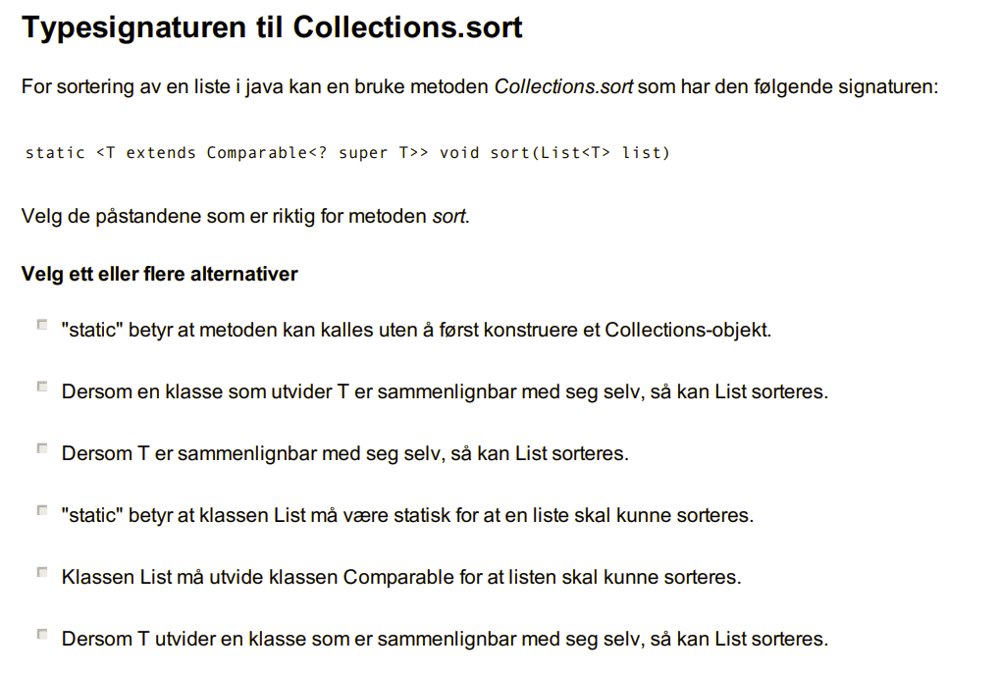 Typesignaturen til Collections.sort
For sortering av en liste i java kan en bruke metoden Collections.sort som har den følgende signaturen:
static <T extends Comparable<? super T>> void sort(List<T> list)
Velg de påstandene som er riktig for metoden sort.
Velg ett eller flere alternativer
"static" betyr at metoden kan kalles uten å først konstruere et Collections-objekt.
Dersom en klasse som utvider T er sammenlignbar med seg selv, så kan List sorteres.
Dersom T er sammenlignbar med seg selv, så kan List sorteres.
"static" betyr at klassen List må være statisk for at en liste skal kunne sorteres.
Klassen List må utvide klassen Comparable for at listen skal kunne sorteres.
Dersom T utvider en klasse som er sammenlignbar med seg selv, så kan List sorteres.